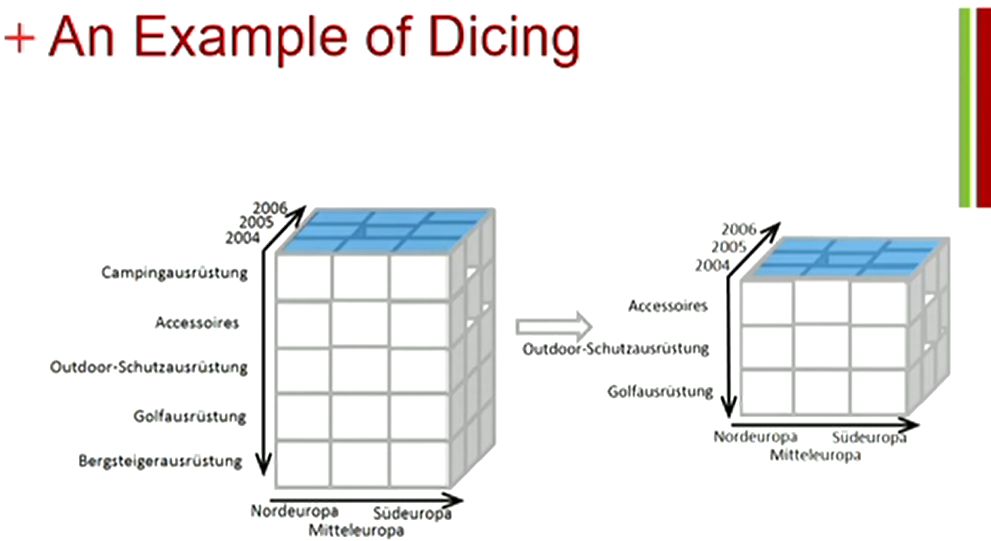 + An Example of Dicing
2006
2005
2004
Campingausrüstung
Accessoires
Outdoor-Schutzausrüstung
Golfausrüstung
Bergsteigerausrüstung
Nordeuropa Südeuropa
Mitteleuropa
2006
2005
2004
Accessoires
Outdoor-Schutzausrüstung
Golfausrüstung
Nordeuropa Südeuropa
Mitteleuropa